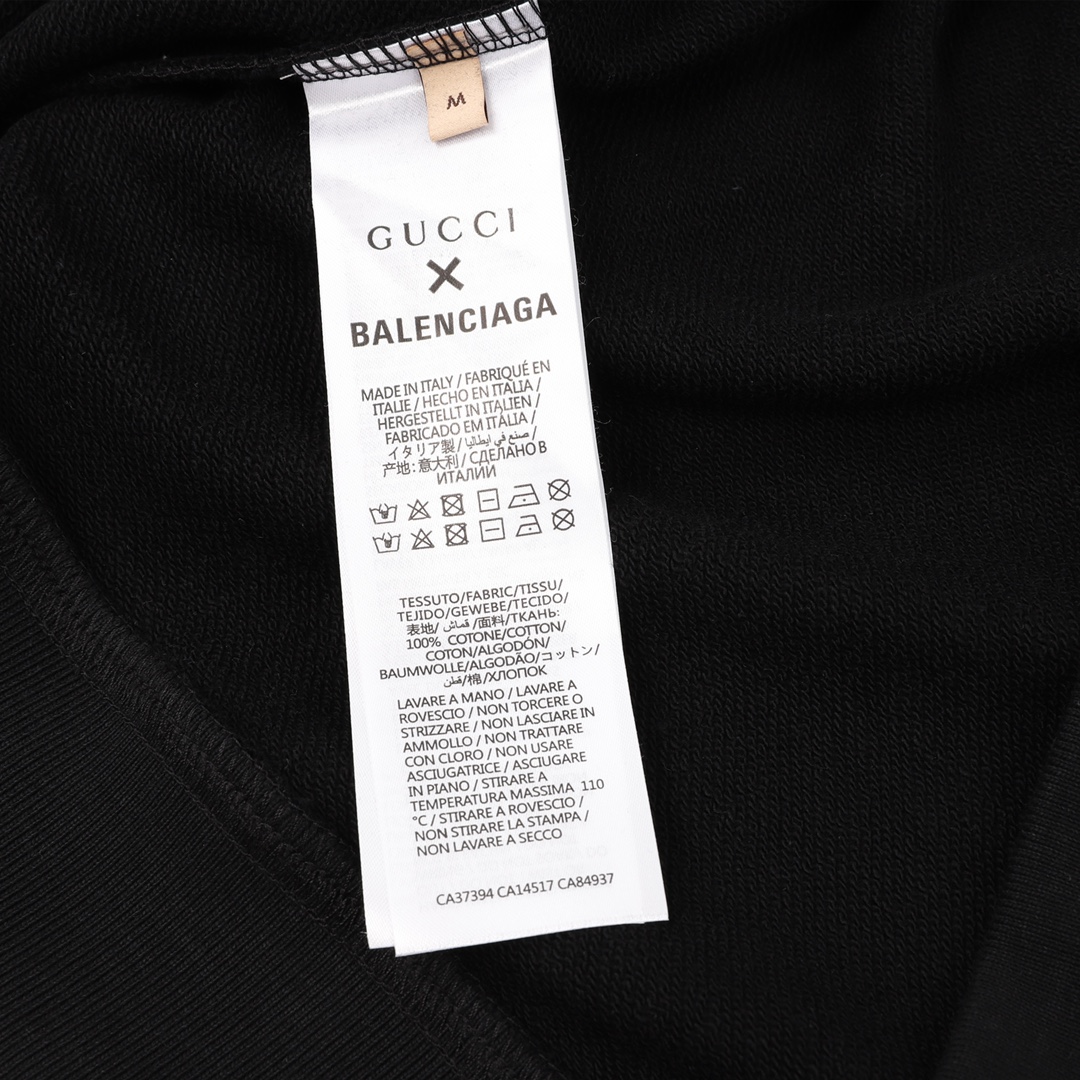 M
GUCCI
X
BALENCIAGA
MADE IN ITALY / FABRIQUÉ EN
ITALIE / HECHO EN ITALIA /
HERGESTELLT IN ITALIEN /
FABRICADO EM ITÁLIA /
イタリア製 / صنع في ايطاليا /
产地: 意大利 / СДЕЛАНО В
ИТАЛИИ
TESSUTO/FABRIC/TISSU/
TEJIDO/GEWEBE/TECIDO/
表地/ قماش /面料/ТКАНЬ:
100% COTONE/COTTON/
COTON/ALGODÓN/
BAUMWOLLE/ALGODÃO/コットン/
قطن/棉/ХЛОПОК
LAVARE A MANO / LAVARE A
ROVESCIO / NON TORCERE O
STRIZZARE / NON LASCIARE IN
AMMOLLO / NON TRATTARE
CON CLORO / NON USARE
ASCIUGATRICE / ASCIUGARE
IN PIANO / STIRARE A
TEMPERATURA MASSIMA 110
°C / STIRARE A ROVESCIO /
NON STIRARE LA STAMPA /
NON LAVARE A SECCO
CA37394 CA14517 CA84937